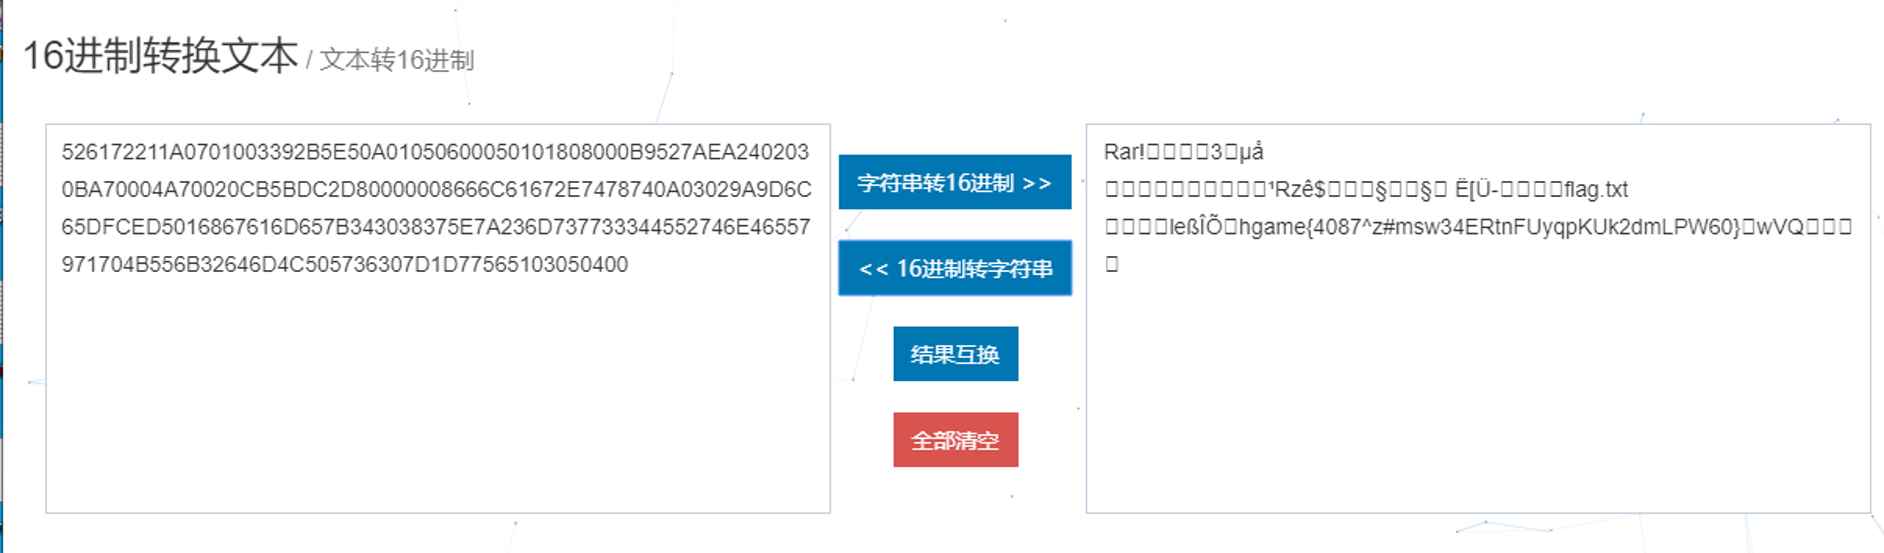 16进制转换文本 / 文本转16进制
526172211A0701003392B5E50A01050600050101808000B9527AEA240203
0BA70004A70020CB5BDC2D80000008666C61672E7478740A03029A9D6C
65DFCED5016867616D657B343038375E7A236D737733344552746E46557
971704B556B32646D4C505736307D1D77565103050400
字符串转16进制 >>
<< 16进制转字符串
结果互换
全部清空
Rar!□□□□3□µå
□□□□□□□□□□□¹Rzê$□□□§□□§□ Ë[Ü-□□□□flag.txt
□□□□leßÎÕ□hgame{4087^z#msw34ERtnFUyqpKUk2dmLPW60}□wVQ□□□
□